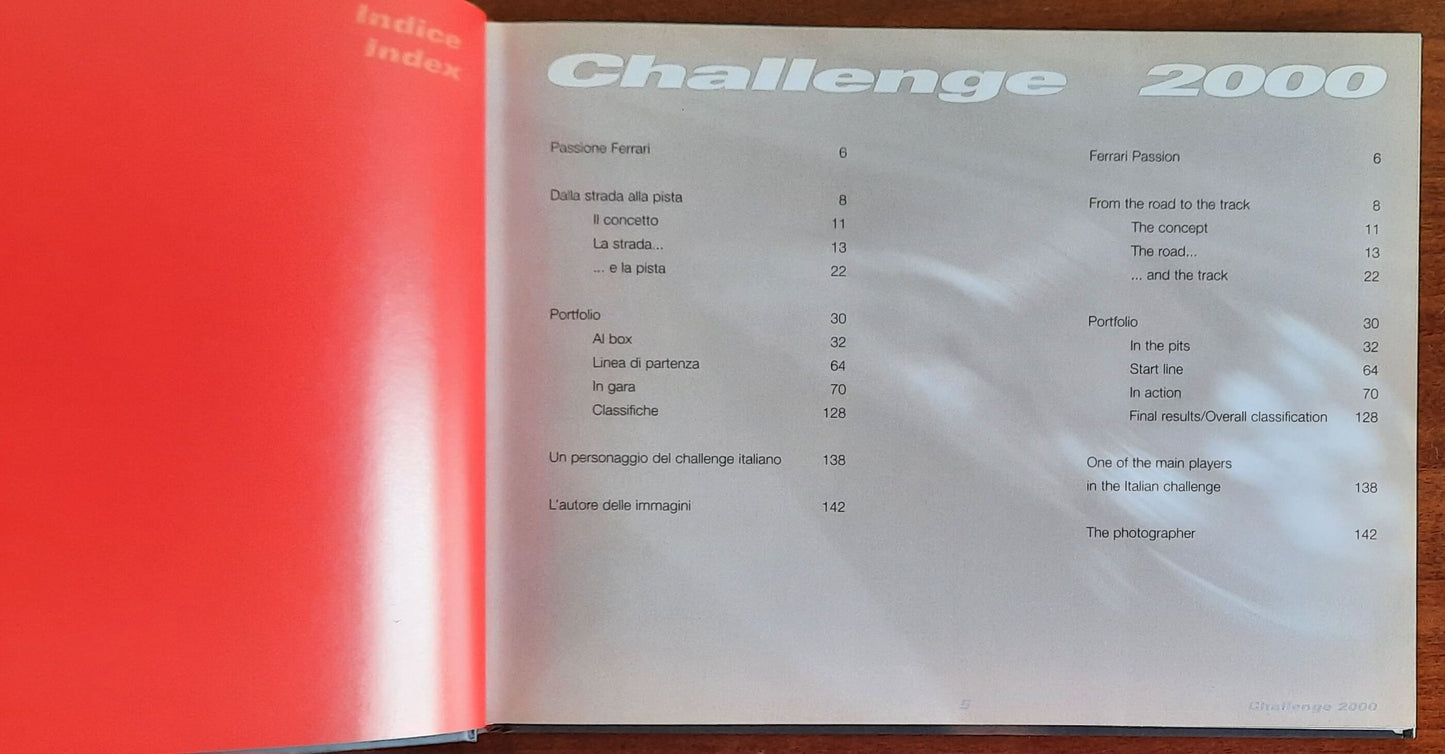 Indice
index
Challenge 2000
Passione Ferrari 6
Dalla strada alla pista 8
Il concetto 11
La strada... 13
... e la pista 22
Portfolio 30
Al box 32
Linea di partenza 64
In gara 70
Classifiche 128
Un personaggio del challenge italiano 138
L'autore delle immagini 142
Ferrari Passion 6
From the road to the track 8
The concept 11
The road... 13
... and the track 22
Portfolio 30
In the pits 32
Start line 64
In action 70
Final results/Overall classification 128
One of the main players
in the Italian challenge 138
The photographer 142
5
Challenge 2000